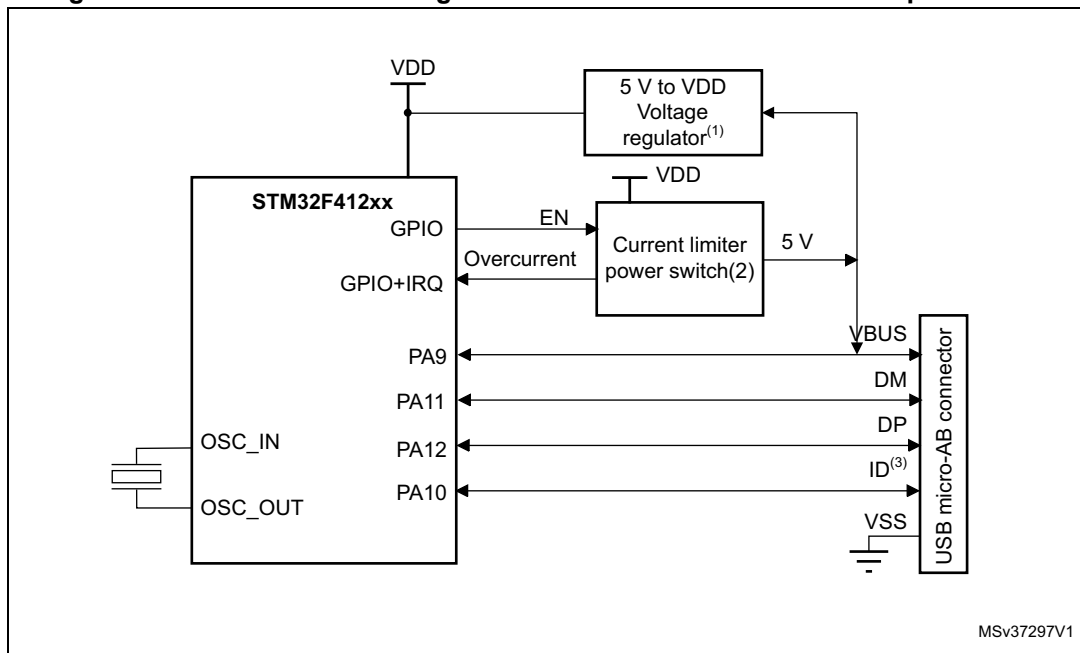 VDD
5 V to VDD
Voltage
regulator(1)
VDD
STM32F412xx
GPIO
EN
Current limiter
power switch(2)
5 V
Overcurrent
GPIO+IRQ
VBUS
PA9
DM
PA11
DP
OSC_IN
PA12
ID(3)
PA10
OSC_OUT
VSS
USB micro-AB connector
MSv37297V1